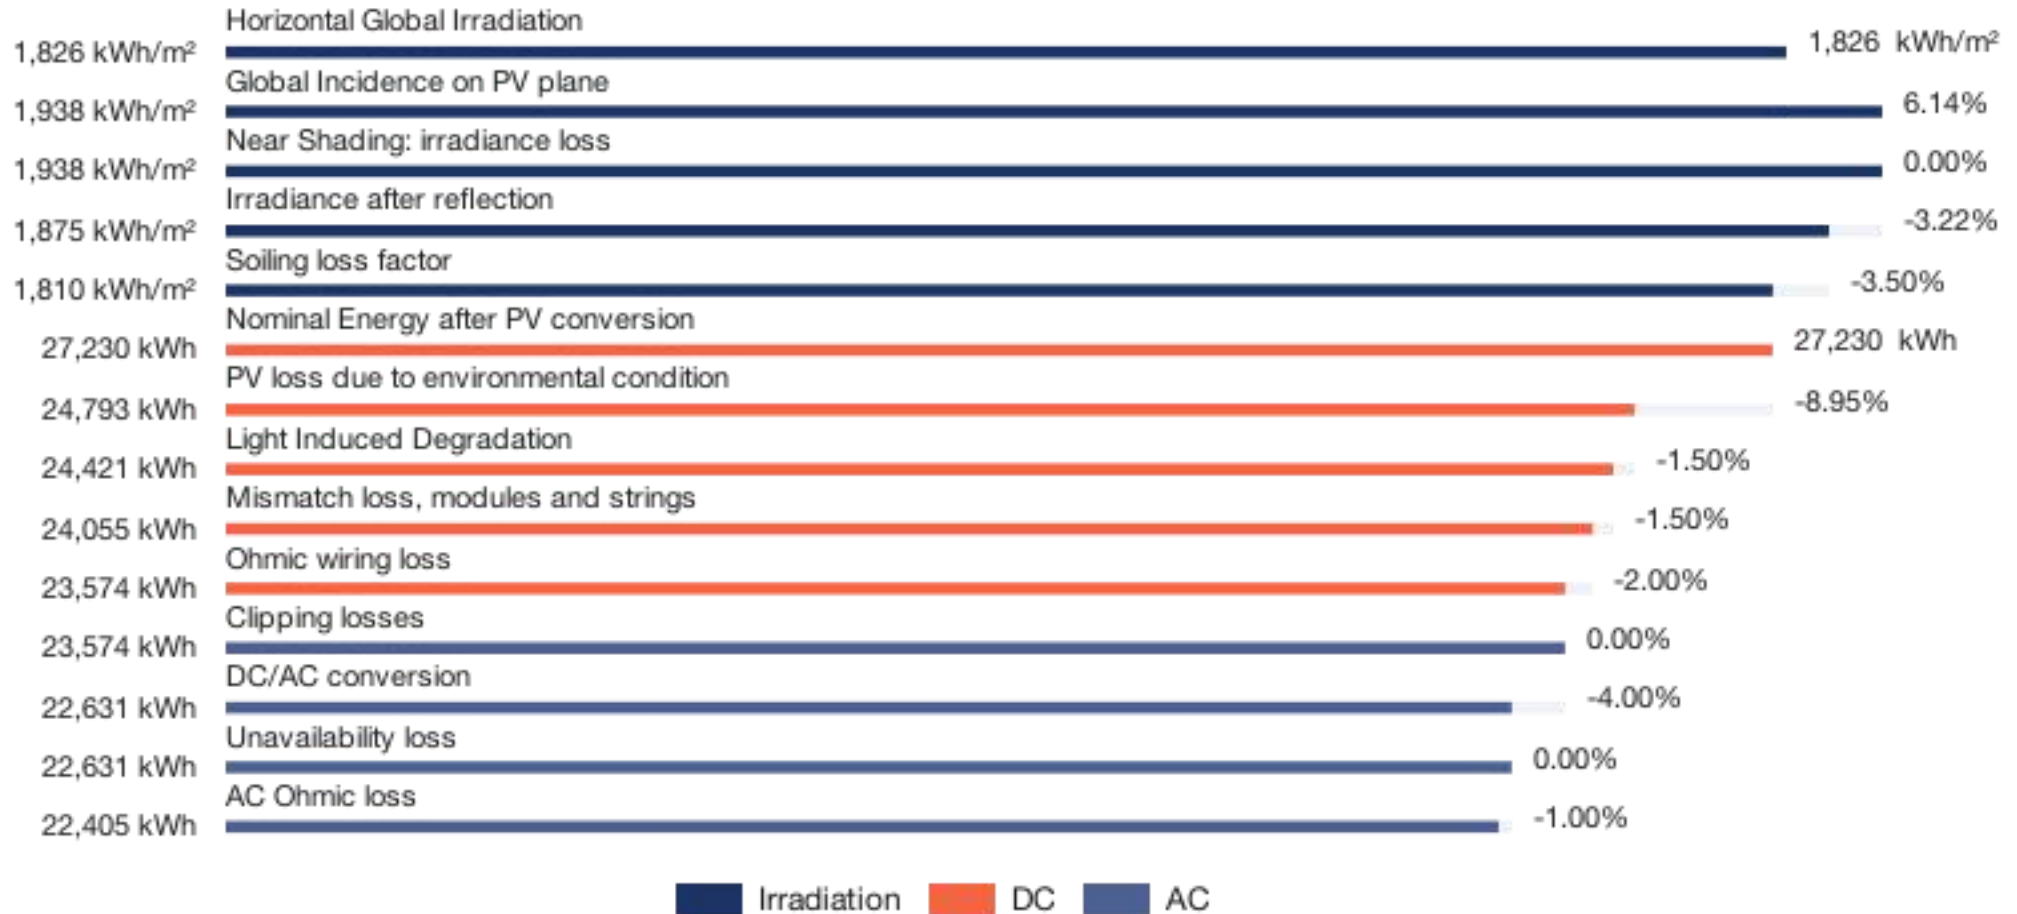 Horizontal Global Irradiation
1,826 kWh/m² 1,826 kWh/m²
Global Incidence on PV plane
1,938 kWh/m² 6.14%
Near Shading: irradiance loss
1,938 kWh/m² 0.00%
Irradiance after reflection
1,875 kWh/m² -3.22%
Soiling loss factor
1,810 kWh/m² -3.50%
Nominal Energy after PV conversion
27,230 kWh 27,230 kWh
PV loss due to environmental condition
24,793 kWh -8.95%
Light Induced Degradation
24,421 kWh -1.50%
Mismatch loss, modules and strings
24,055 kWh -1.50%
Ohmic wiring loss
23,574 kWh -2.00%
Clipping losses
23,574 kWh 0.00%
DC/AC conversion
22,631 kWh -4.00%
Unavailability loss
22,631 kWh 0.00%
AC Ohmic loss
22,405 kWh -1.00%
Irradiation DC AC